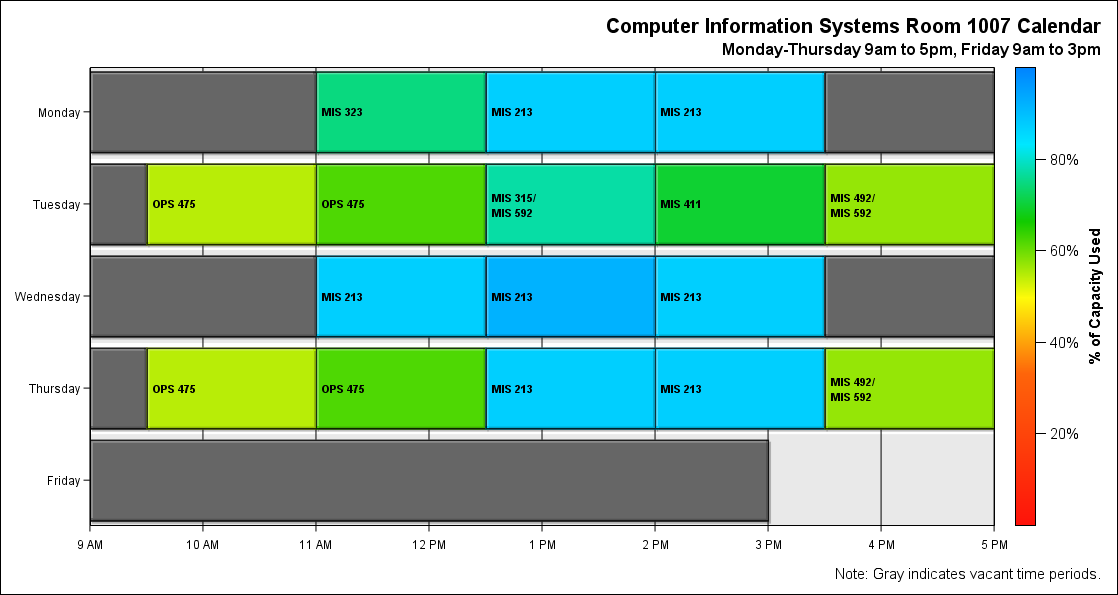 Computer Information Systems Room 1007 Calendar
Monday-Thursday 9am to 5pm, Friday 9am to 3pm
Monday
MIS 323
MIS 213
MIS 213
Tuesday
OPS 475
OPS 475
MIS 315/
MIS 592
MIS 411
MIS 492/
MIS 592
Wednesday
MIS 213
MIS 213
MIS 213
Thursday
OPS 475
OPS 475
MIS 213
MIS 213
MIS 492/
MIS 592
Friday
9 AM
10 AM
11 AM
12 PM
1 PM
2 PM
3 PM
4 PM
5 PM
80%
60%
40%
20%
% of Capacity Used
Note: Gray indicates vacant time periods.